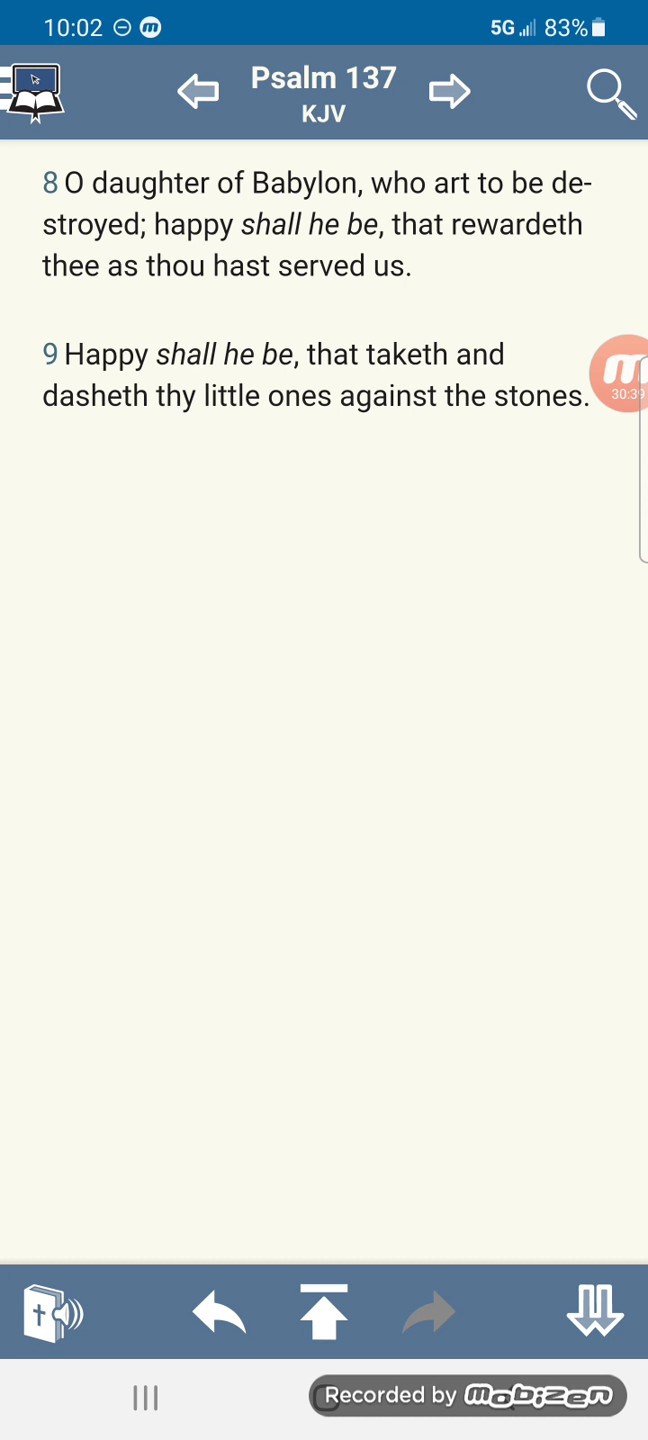 10:02
5G 83%
Psalm 137
KJV
8 O daughter of Babylon, who art to be de-
stroyed; happy shall he be, that rewardeth
thee as thou hast served us.
9 Happy shall he be, that taketh and
dasheth thy little ones against the stones.
30:39
Recorded by Mobizen